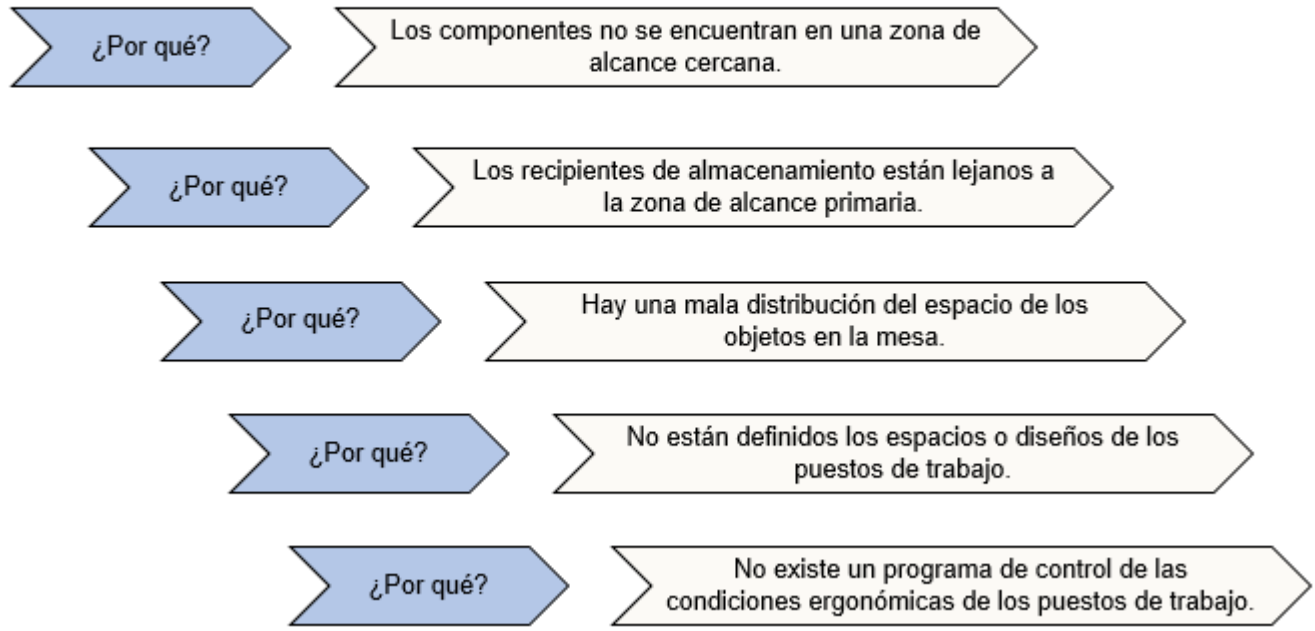 ¿Por qué?
Los componentes no se encuentran en una zona de
alcance cercana.
¿Por qué?
Los recipientes de almacenamiento están lejanos a
la zona de alcance primaria.
¿Por qué?
Hay una mala distribución del espacio de los
objetos en la mesa.
¿Por qué?
No están definidos los espacios o diseños de los
puestos de trabajo.
¿Por qué?
No existe un programa de control de las
condiciones ergonómicas de los puestos de trabajo.